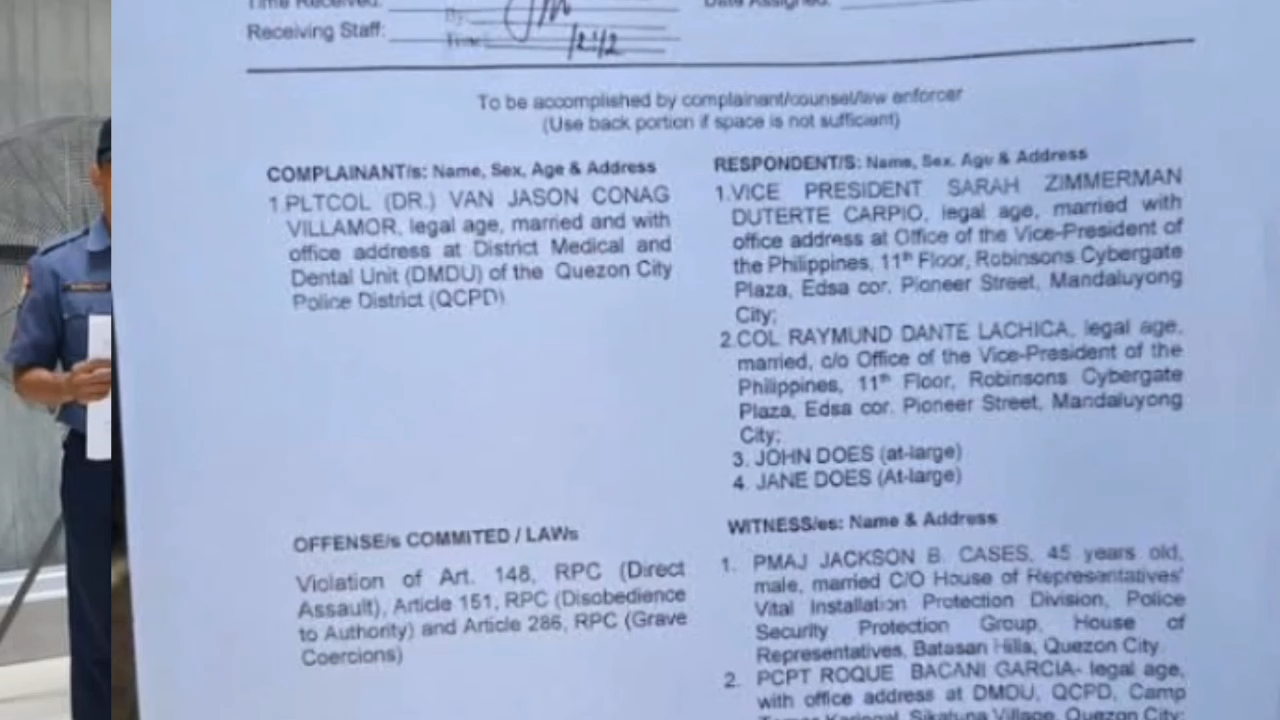 Time Received:
Date Assigned:
By:
Receiving Staff:
Time:
To be accomplished by complainant/counsel/law enforcer
(Use back portion if space is not sufficient)
COMPLAINANT/s: Name, Sex, Age & Address
1.PLTCOL (DR.) VAN JASON CONAG
VILLAMOR, legal age, married and with
office address at District Medical and
Dental Unit (DMDU) of the Quezon City
Police District (QCPD)
RESPONDENT/S: Name, Sex, Age & Address
1.VICE PRESIDENT SARAH ZIMMERMAN
DUTERTE CARPIO, legal age, married with
office address at Office of the Vice-President of
the Philippines, 11th Floor, Robinsons Cybergate
Plaza, Edsa cor. Pioneer Street, Mandaluyong
City;
2.COL RAYMUND DANTE LACHICA, legal age,
married, c/o Office of the Vice-President of the
Philippines, 11th Floor, Robinsons Cybergate
Plaza, Edsa cor. Pioneer Street, Mandaluyong
City;
3. JOHN DOES (at-large)
4. JANE DOES (At-large)
OFFENSE/s COMMITED / LAWs
Violation of Art. 148, RPC (Direct
Assault), Article 151, RPC (Disobedience
to Authority) and Article 286, RPC (Grave
Coercions)
WITNESS/es: Name & Address
1. PMAJ JACKSON B. CASES, 45 years old,
male, married C/O House of Representatives'
Vital Installation Protection Division, Police
Security Protection Group, House of
Representatives, Batasan Hills, Quezon City.
2. PCPT ROQUE BACANI GARCIA- legal age,
with office address at DMDU, QCPD, Camp
Tomas Karingal, Sikatuna Village, Quezon City;